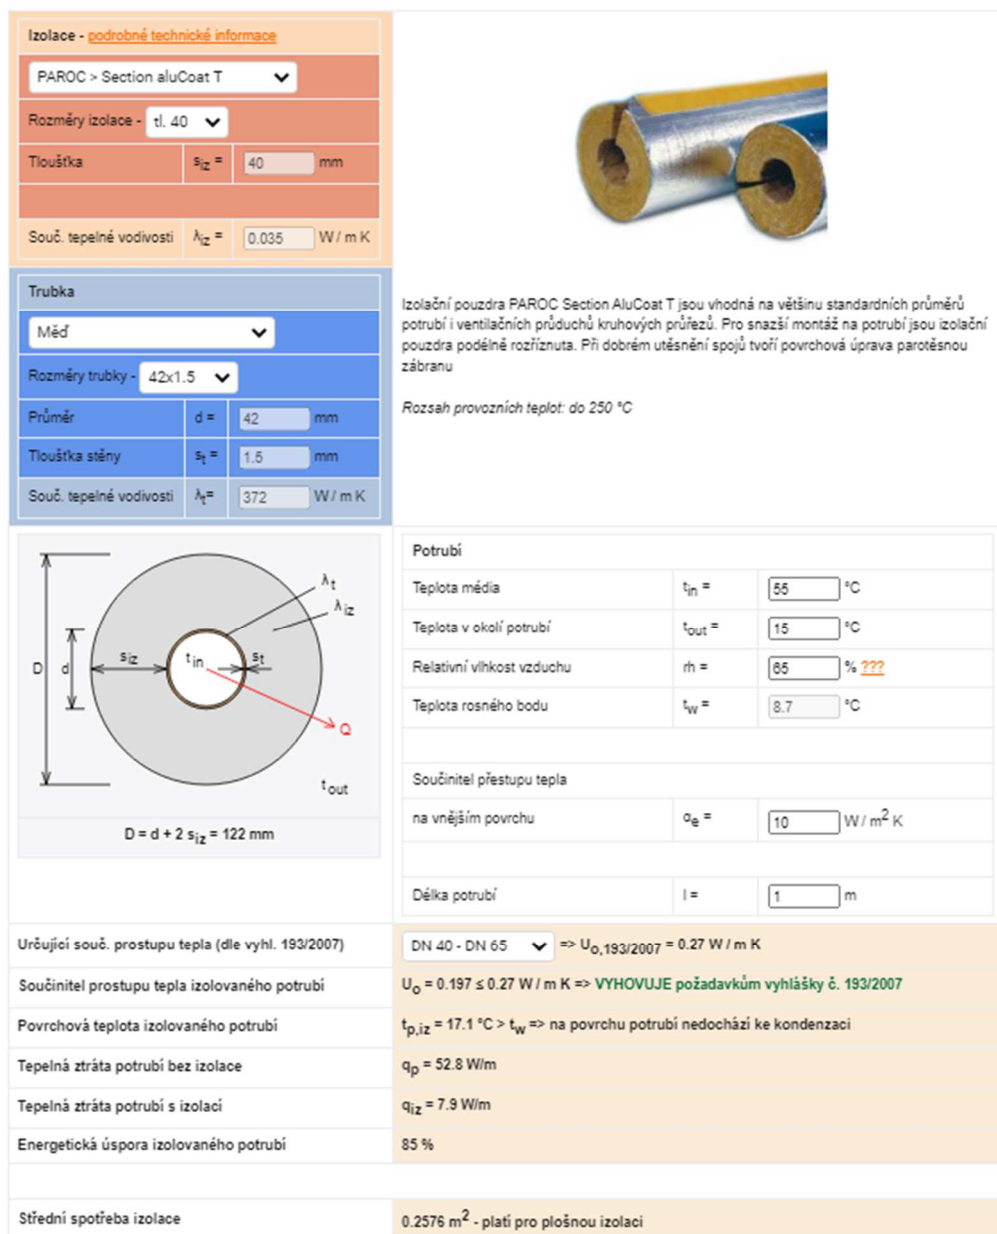 Izolace - podrobné technické informace
PAROC > Section aluCoat T
Rozměry izolace - tl. 40
Tloušťka s_iz = 40 mm
Souč. tepelné vodivosti λ_iz = 0.035 W / m K
Trubka
Měď
Rozměry trubky - 42x1.5
Průměr d = 42 mm
Tloušťka stěny s_t = 1.5 mm
Souč. tepelné vodivosti λ_t= 372 W / m K
Izolační pouzdra PAROC Section AluCoat T jsou vhodná na většinu standardních průměrů
potrubí i ventilačních průduchů kruhových průřezů. Pro snazší montáž na potrubí jsou izolační
pouzdra podélně rozříznuta. Při dobrém utěsnění spojů tvoří povrchová úprava parotěsnou
zábranu
Rozsah provozních teplot: do 250 °C
λ_t
λ_iz
D d s_iz t_in s_t
Q
t_out
D = d + 2 s_iz = 122 mm
Potrubí
Teplota média t_in = 55 °C
Teplota v okolí potrubí t_out = 15 °C
Relativní vlhkost vzduchu rh = 65 % ???
Teplota rosného bodu t_w = 8.7 °C
Součinitel přestupu tepla
na vnějším povrchu α_e = 10 W / m² K
Délka potrubí l = 1 m
Určující souč. prostupu tepla (dle vyhl. 193/2007) DN 40 - DN 65 => U_o,193/2007 = 0.27 W / m K
Součinitel prostupu tepla izolovaného potrubí U_o = 0.197 ≤ 0.27 W / m K => VYHOVUJE požadavkům vyhlášky č. 193/2007
Povrchová teplota izolovaného potrubí t_p,iz = 17.1 °C > t_w => na povrchu potrubí nedochází ke kondenzaci
Tepelná ztráta potrubí bez izolace q_p = 52.8 W/m
Tepelná ztráta potrubí s izolací q_iz = 7.9 W/m
Energetická úspora izolovaného potrubí 85 %
Střední spotřeba izolace 0.2576 m² - platí pro plošnou izolaci